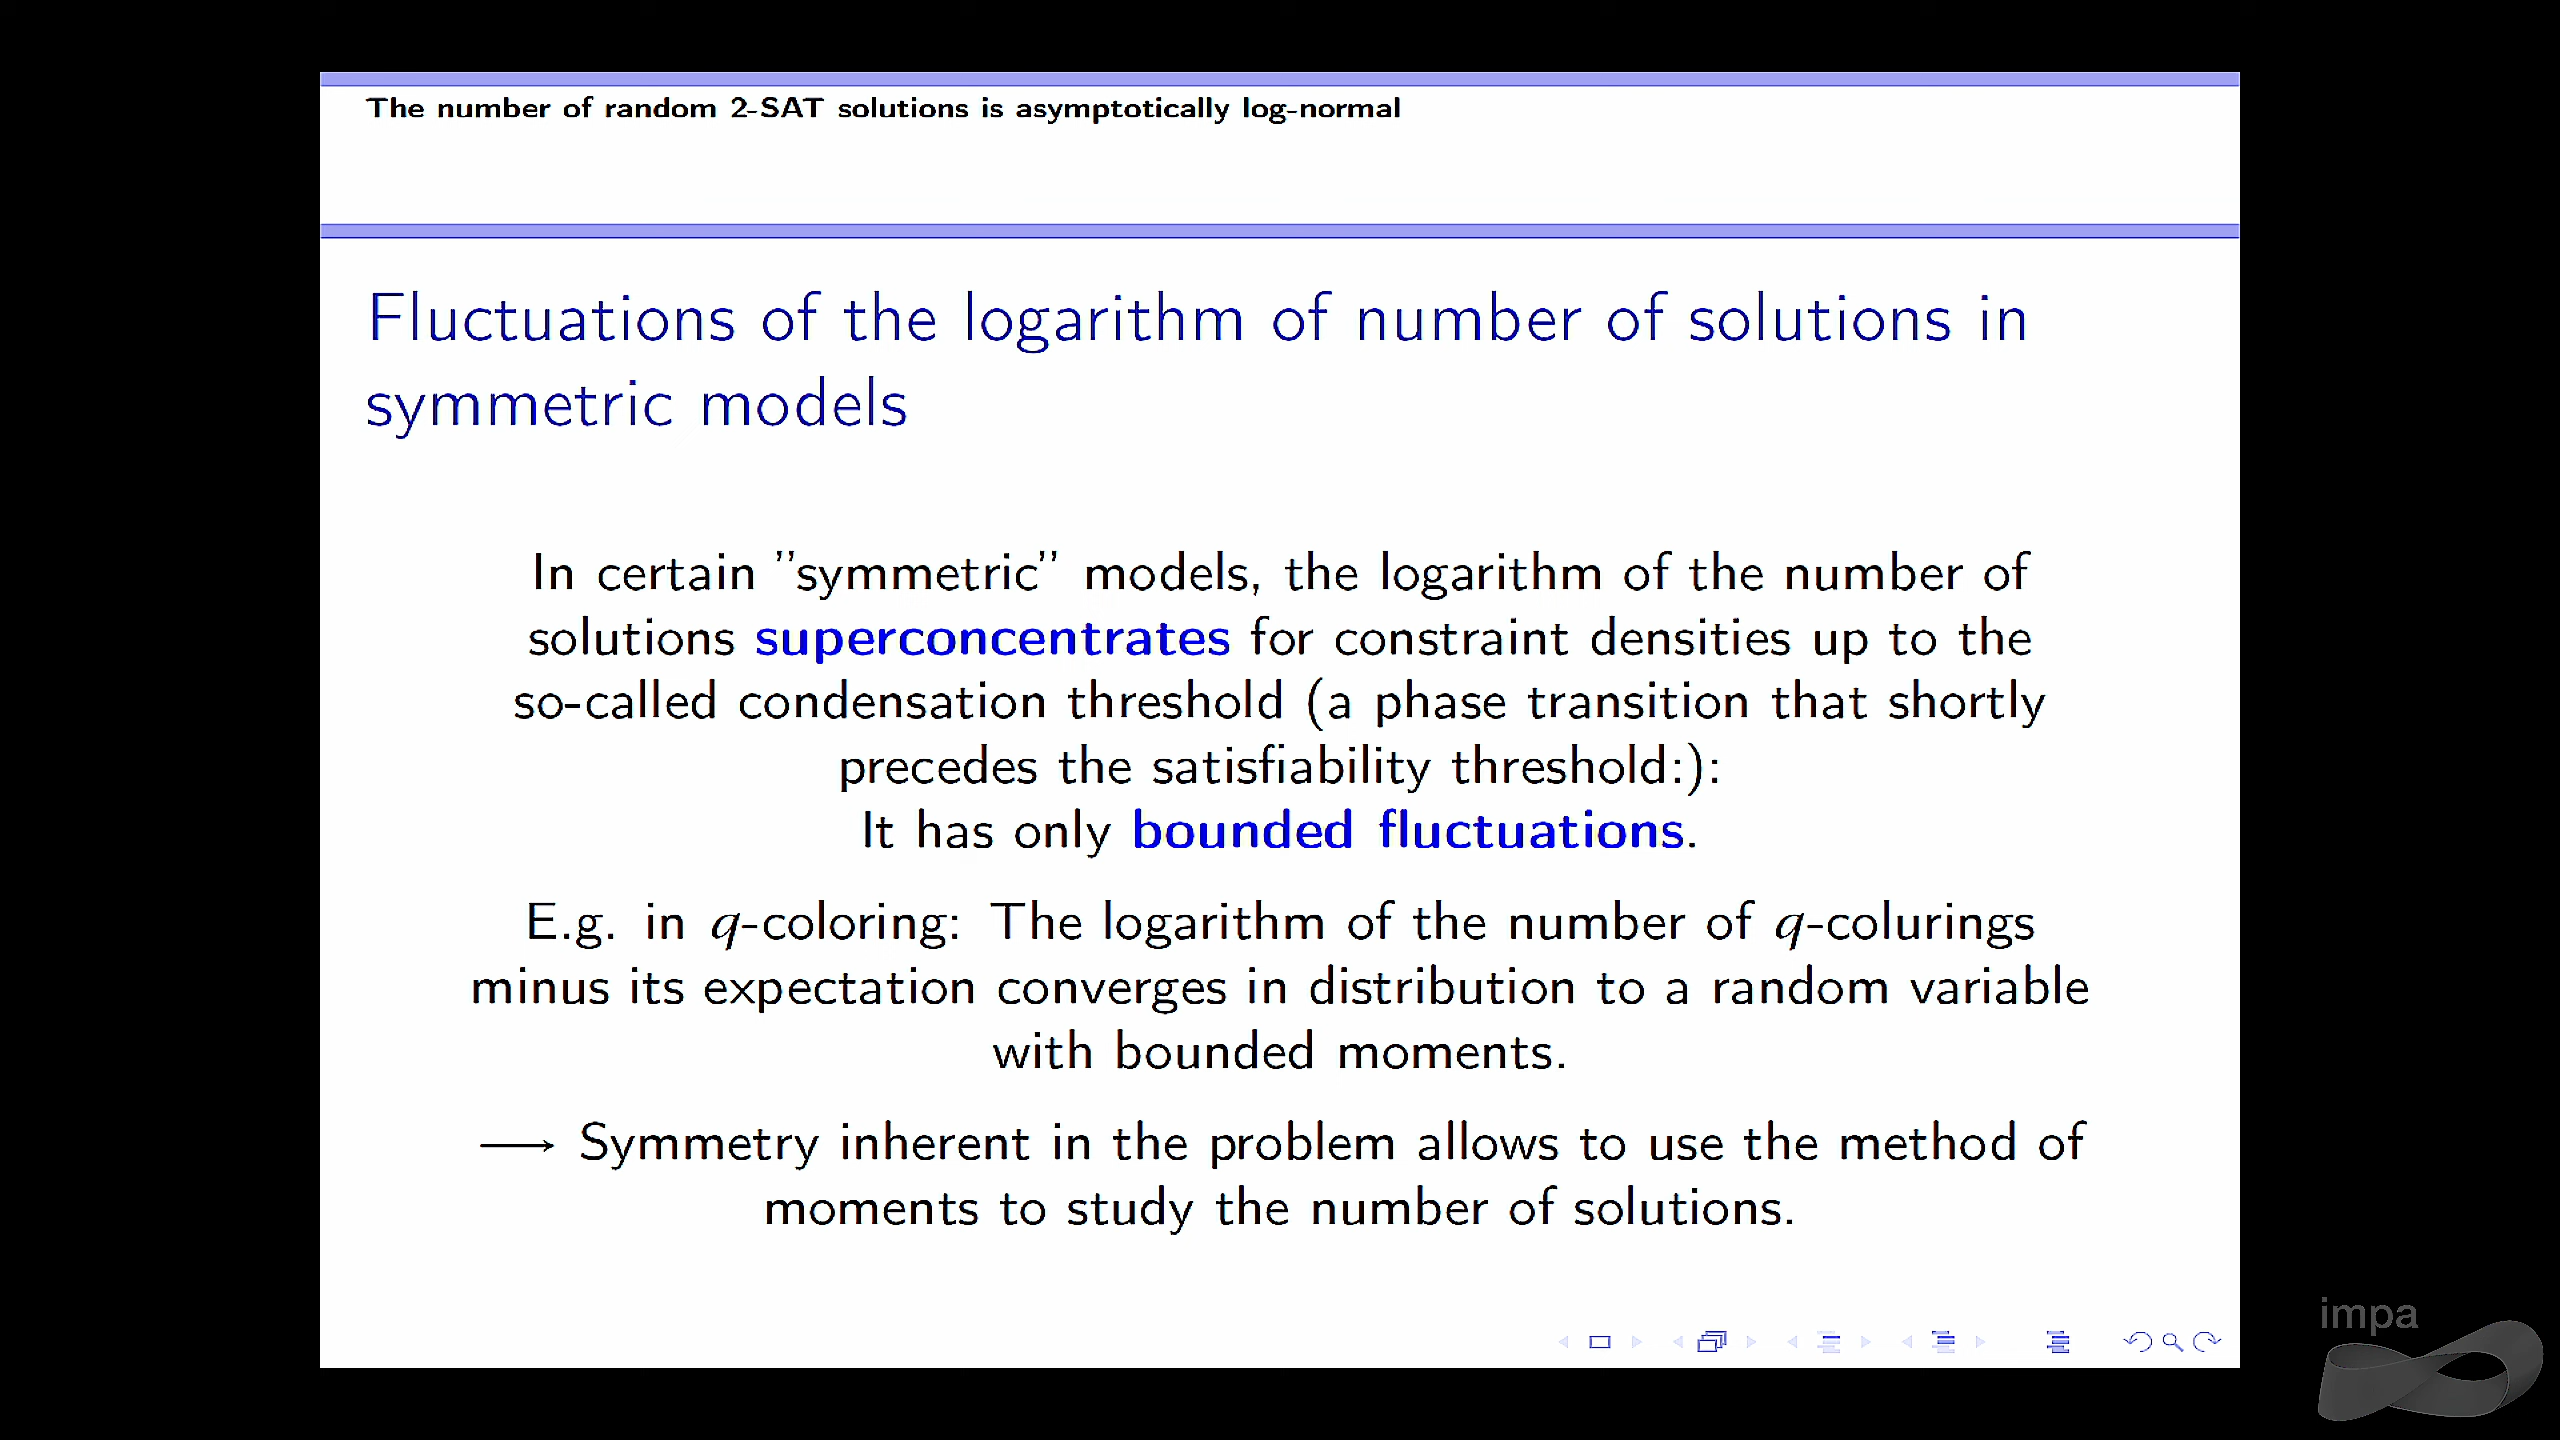 The number of random 2-SAT solutions is asymptotically log-normal
Fluctuations of the logarithm of number of solutions in
symmetric models
In certain ”symmetric” models, the logarithm of the number of
solutions superconcentrates for constraint densities up to the
so-called condensation threshold (a phase transition that shortly
precedes the satisfiability threshold:):
It has only bounded fluctuations.
E.g. in q-coloring: The logarithm of the number of q-colurings
minus its expectation converges in distribution to a random variable
with bounded moments.
⟶ Symmetry inherent in the problem allows to use the method of
moments to study the number of solutions.
impa